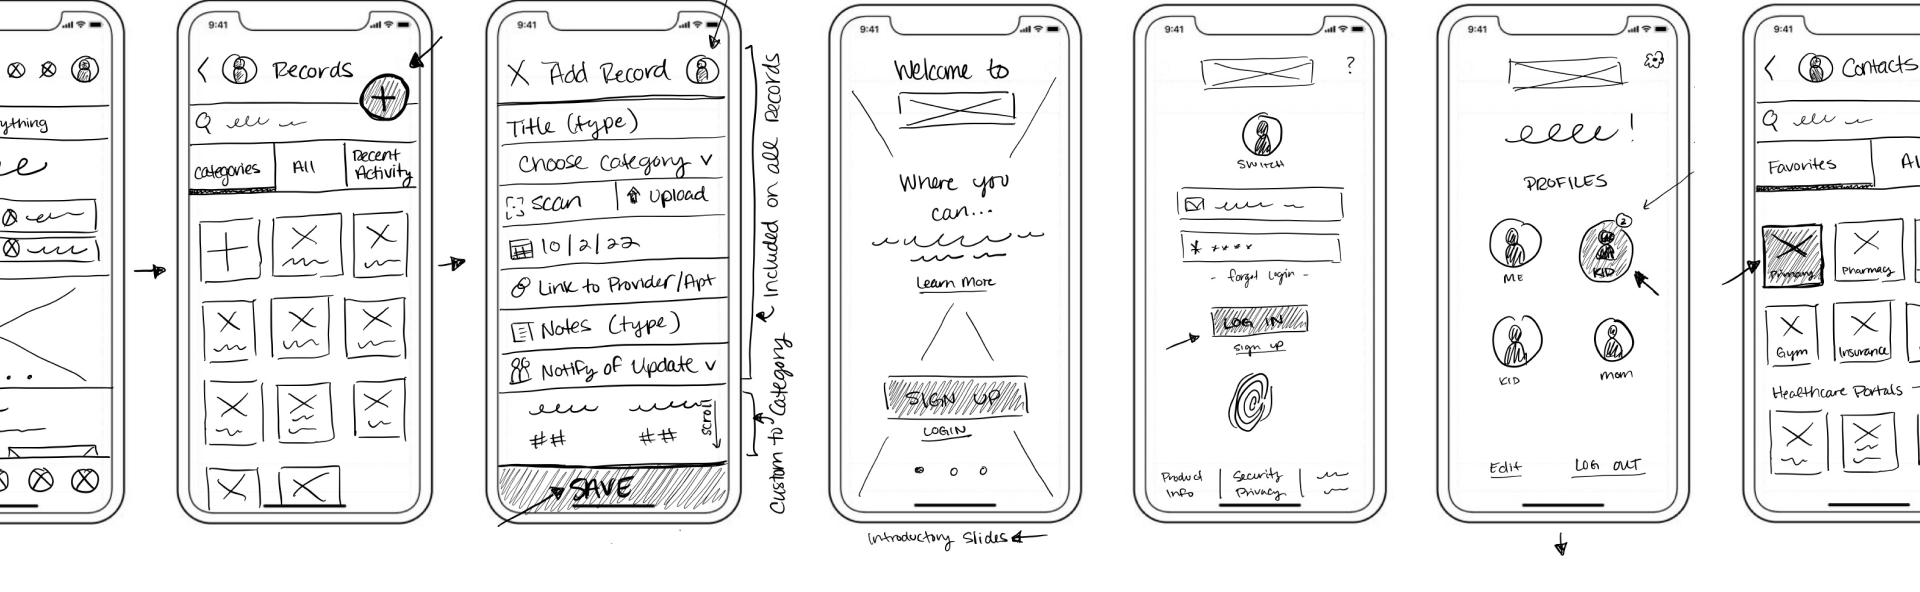 ything
9:41
Records
Categories
All
Recent
Activity
9:41
X Add Record
Title (type)
Choose Category v
Scan
Upload
10/2/22
Link to Provider/Apt
Notes (type)
Notify of Update v
## ##
scroll
SAVE
Included on all Records
Custom to Category
9:41
Welcome to
Where you
can...
Learn More
SIGN UP
LOGIN
Introductory Slides
9:41
?
SWITCH
* ****
- forgot login -
LOG IN
sign up
Product
Info
Security
Privacy
9:41
!
PROFILES
2
ME
KID
KID
mom
Edit
LOG OUT
9:41
Contacts
Favorites
Al
Primary
Pharmacy
Gym
Insurance
Healthcare Portals